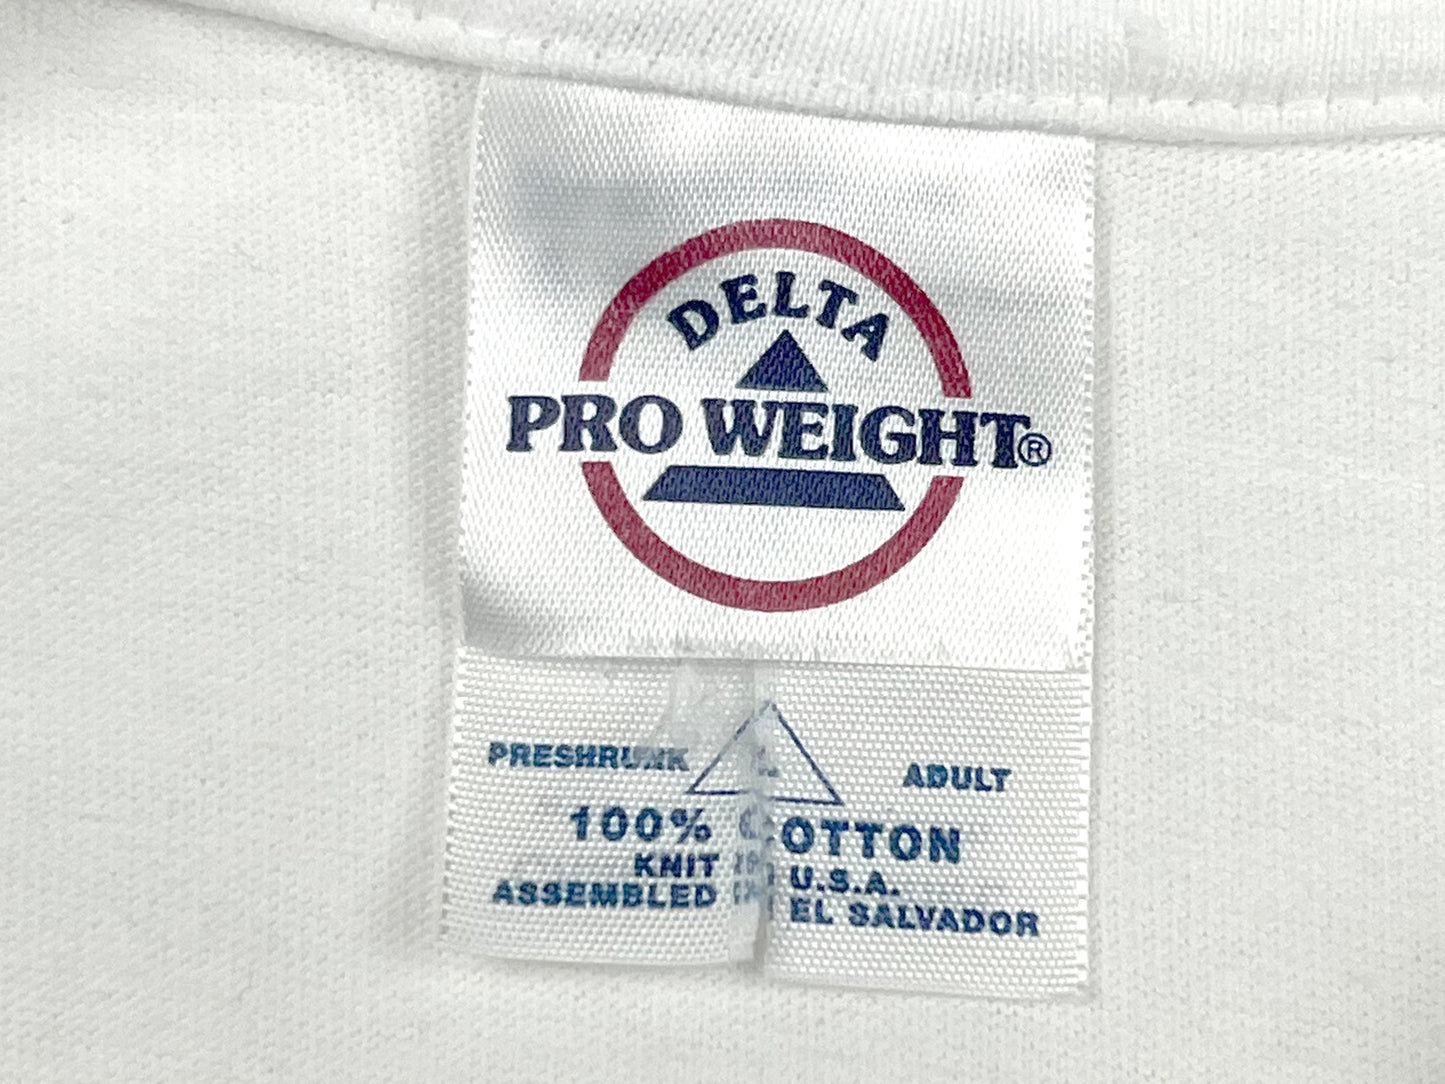 DELTA
PRO WEIGHT®
PRESHRUNK ADULT
100% COTTON
KNIT U.S.A.
ASSEMBLED EL SALVADOR